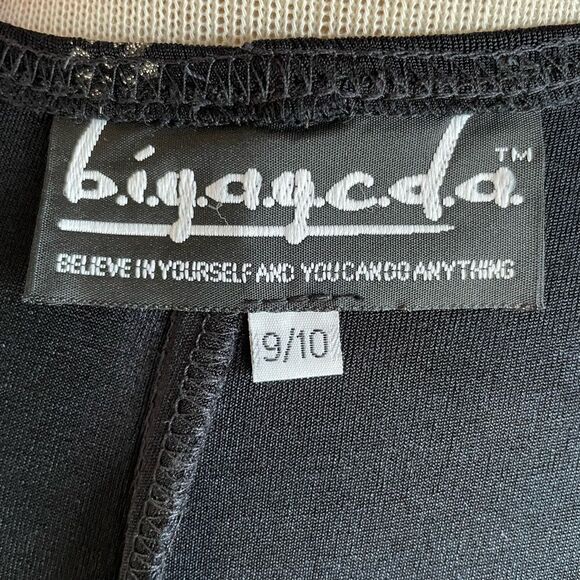 b.i.y.a.y.c.d.a.™
BELIEVE IN YOURSELF AND YOU CAN DO ANYTHING
9/10